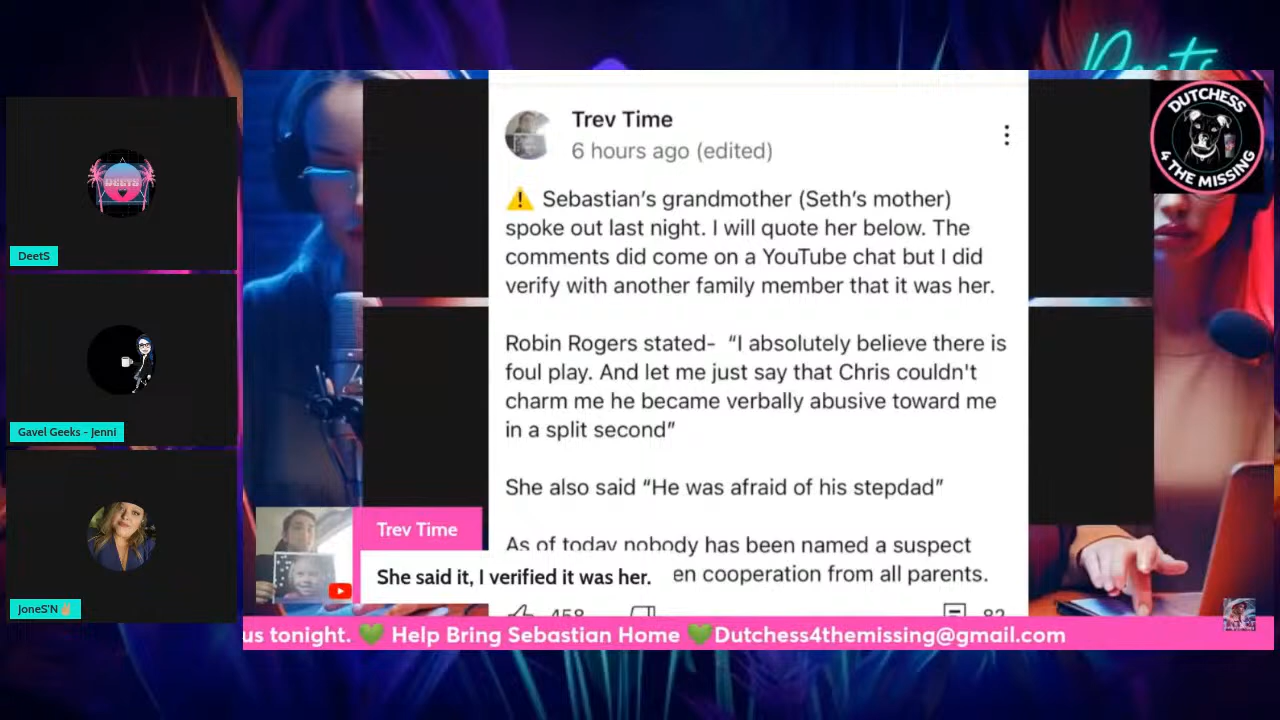 Deets
DUTCHESS
4 THE MISSING
DEETS
DeetS
Gavel Geeks - Jenni
JoneS'N✌🏼
Trev Time
6 hours ago (edited)
⚠️ Sebastian's grandmother (Seth's mother)
spoke out last night. I will quote her below. The
comments did come on a YouTube chat but I did
verify with another family member that it was her.
Robin Rogers stated- “I absolutely believe there is
foul play. And let me just say that Chris couldn't
charm me he became verbally abusive toward me
in a split second”
She also said “He was afraid of his stepdad”
As of today nobody has been named a suspect
en cooperation from all parents.
458
82
Trev Time
She said it, I verified it was her.
us tonight. 💚 Help Bring Sebastian Home 💚Dutchess4themissing@gmail.com